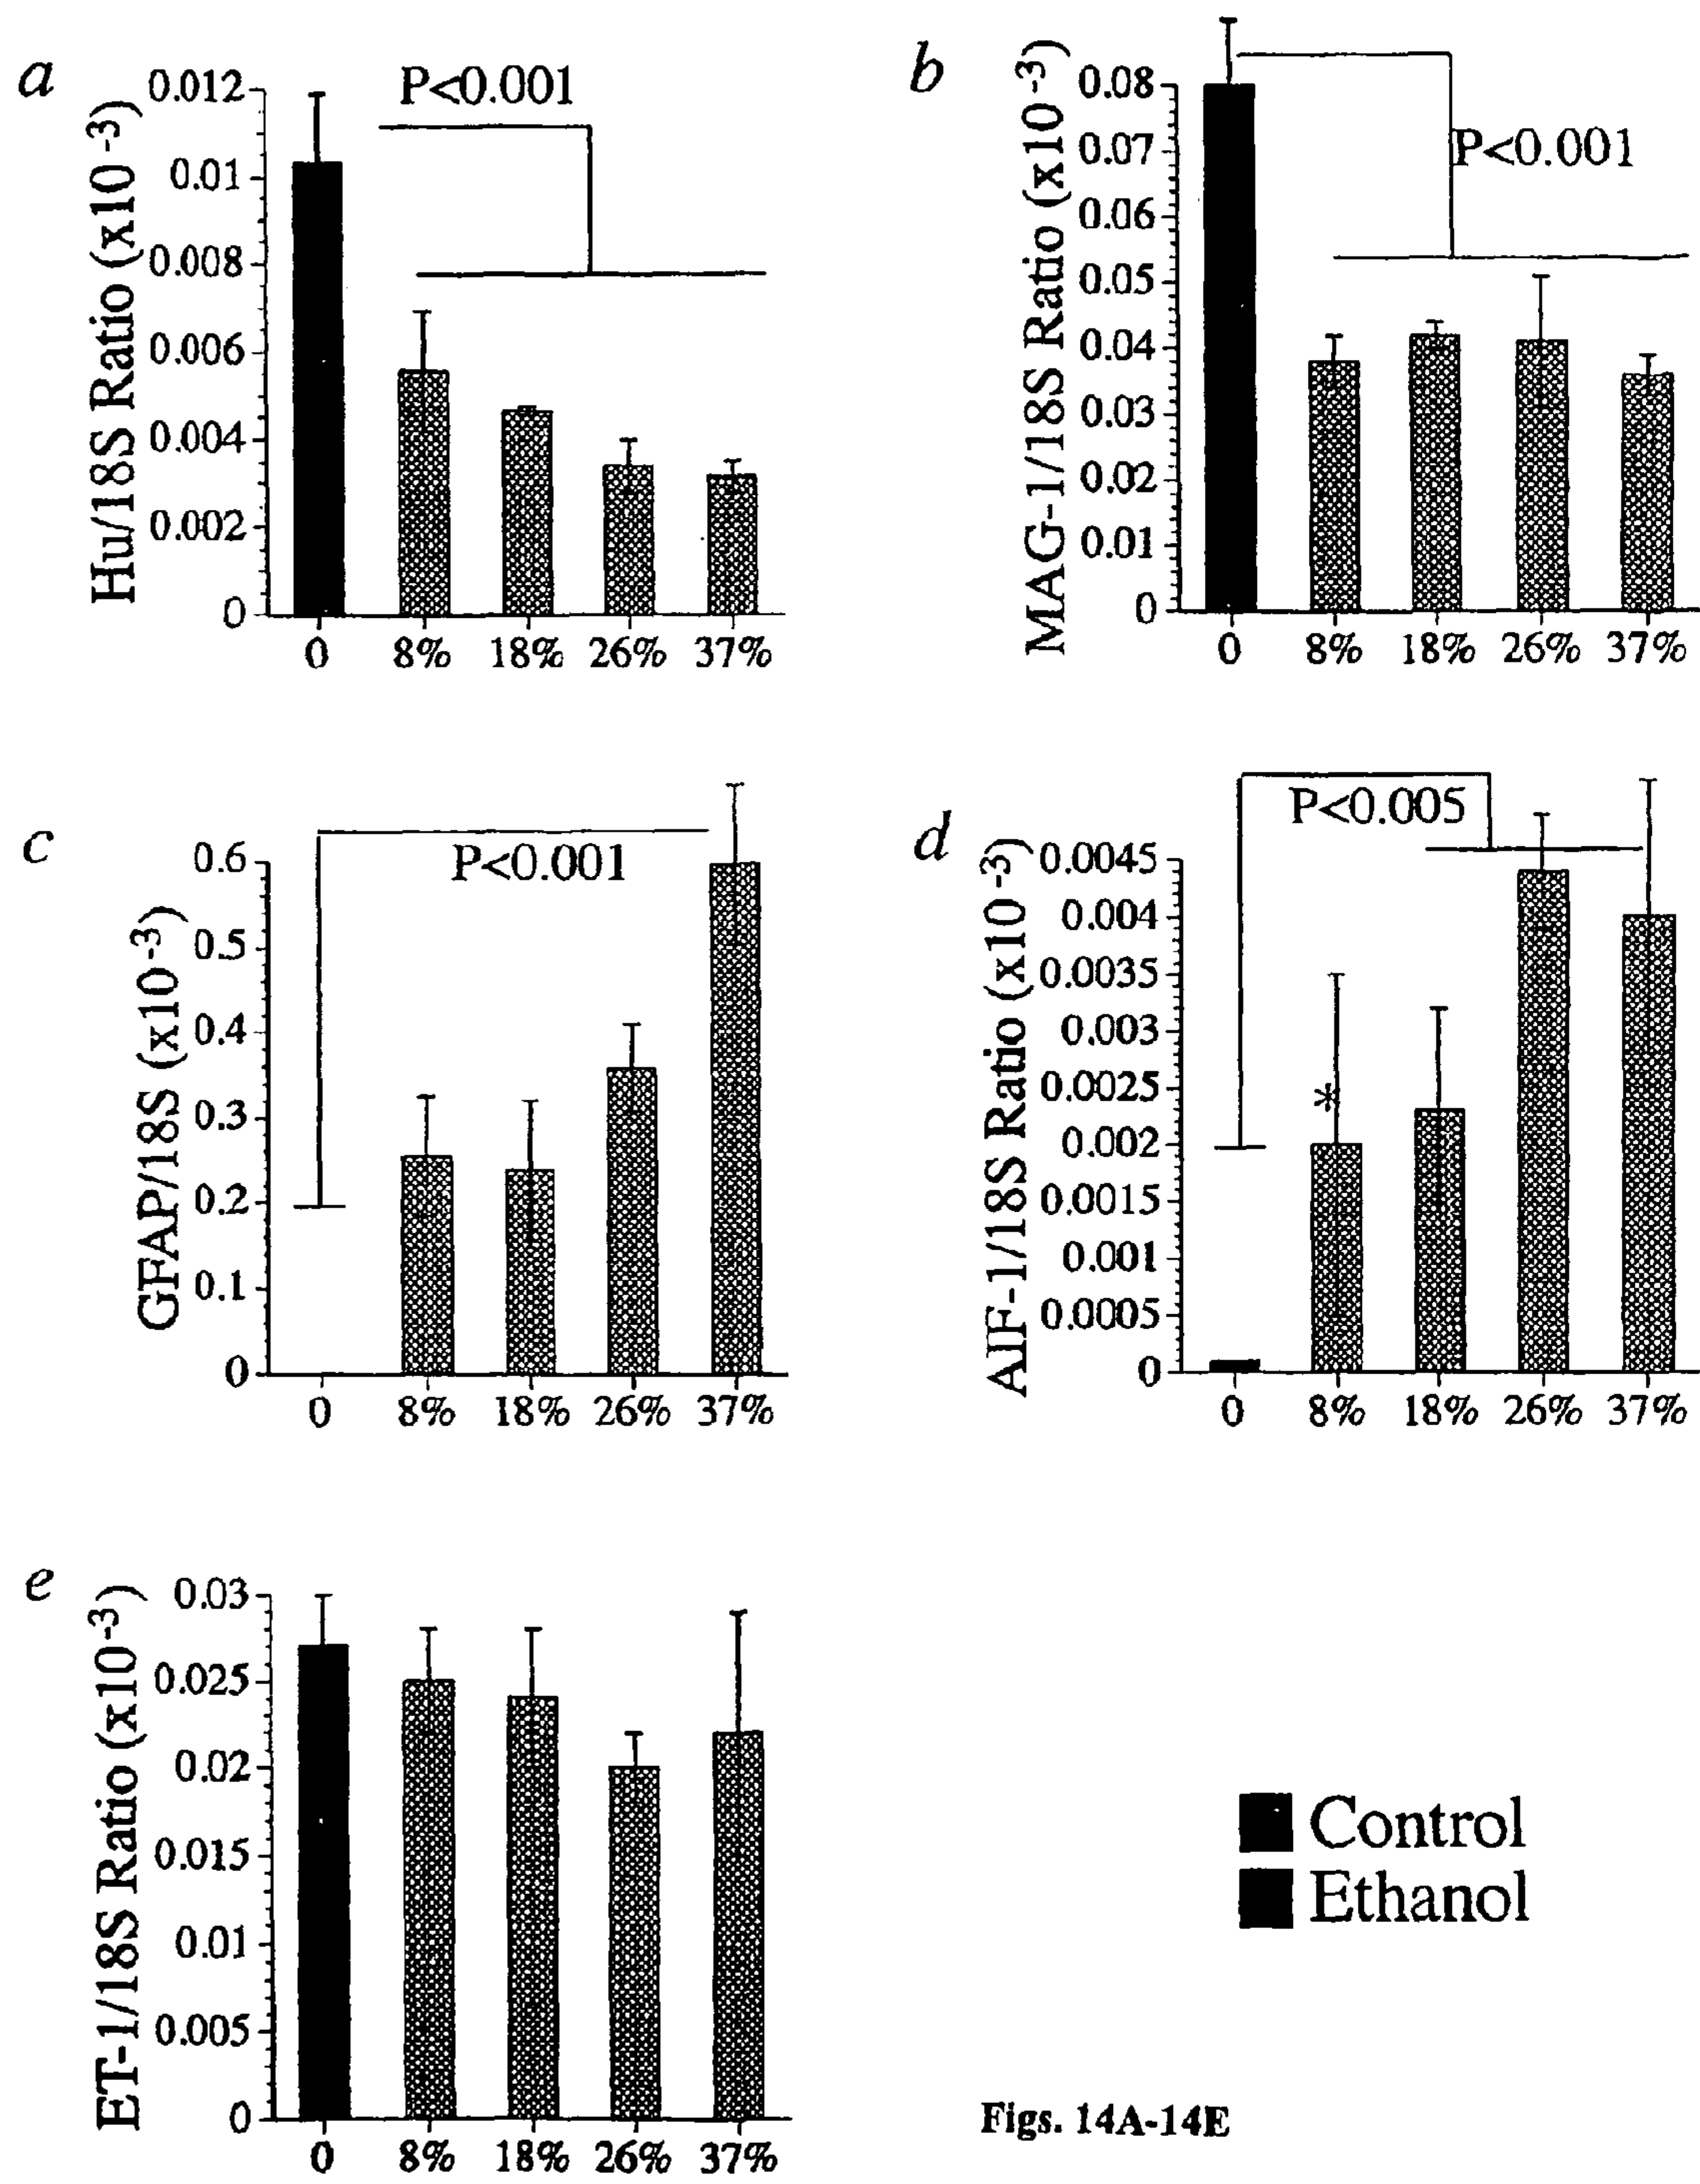 a
P<0.001
Hu/18S Ratio (x10-3)
0.012
0.01
0.008
0.006
0.004
0.002
0
0 8% 18% 26% 37%
b
P<0.001
MAG-1/18S Ratio (x10-3)
0.08
0.07
0.06
0.05
0.04
0.03
0.02
0.01
0
0 8% 18% 26% 37%
c
P<0.001
GFAP/18S (x10-3)
0.6
0.5
0.4
0.3
0.2
0.1
0
0 8% 18% 26% 37%
d
P<0.005
AIF-1/18S Ratio (x10-3)
0.0045
0.004
0.0035
0.003
0.0025
0.002
0.0015
0.001
0.0005
0
*
0 8% 18% 26% 37%
e
ET-1/18S Ratio (x10-3)
0.03
0.025
0.02
0.015
0.01
0.005
0
0 8% 18% 26% 37%
Control
Ethanol
Figs. 14A-14E